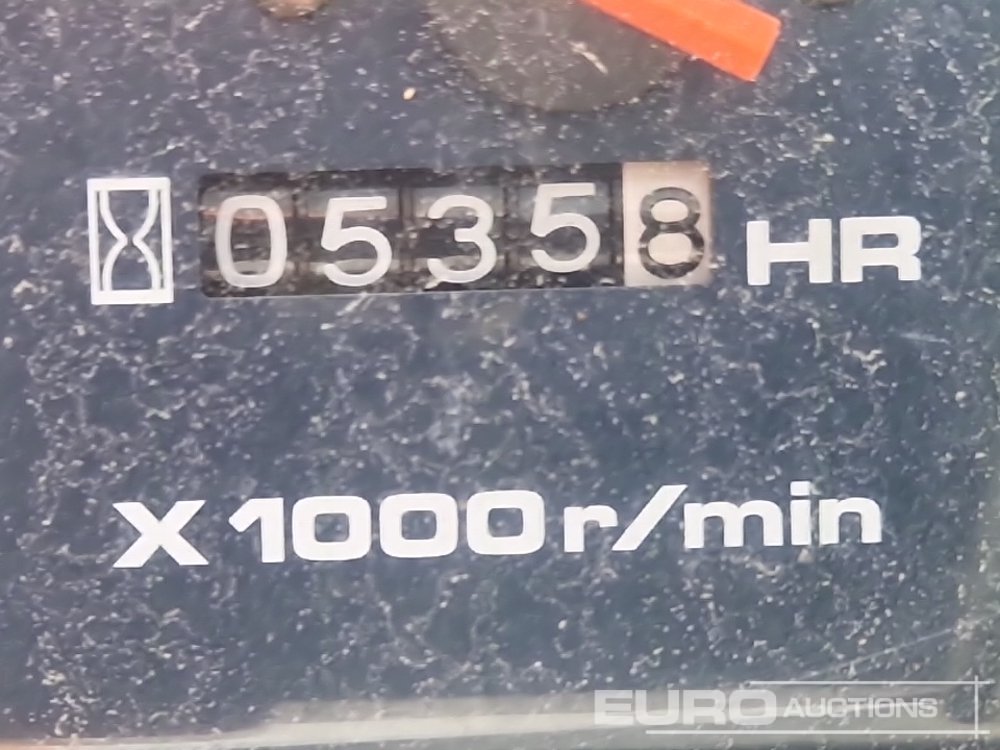 05358 HR
X1000r/min
EURO AUCTIONS